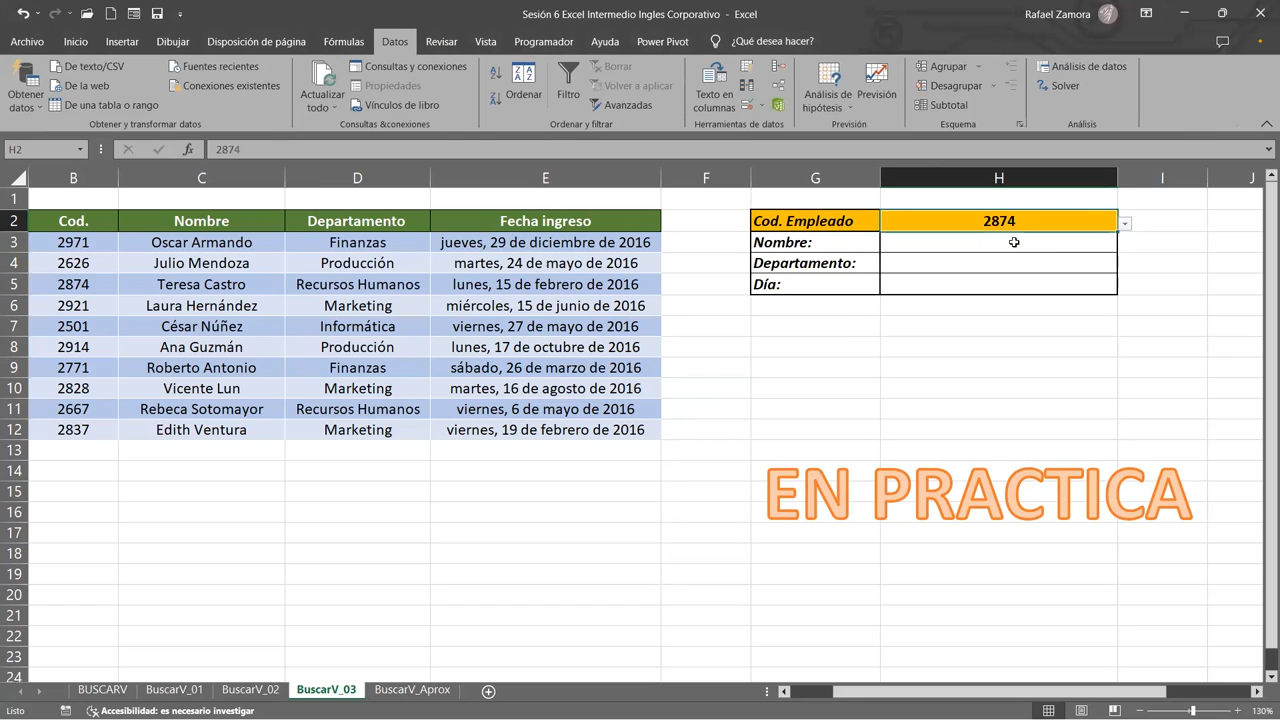 Sesión 6 Excel Intermedio Ingles Corporativo - Excel
Rafael Zamora
Archivo Inicio Insertar Dibujar Disposición de página Fórmulas Datos Revisar Vista Programador Ayuda Power Pivot ¿Qué desea hacer?
Obtener datos
De texto/CSV
De la web
De una tabla o rango
Fuentes recientes
Conexiones existentes
Obtener y transformar datos
Actualizar todo
Consultas y conexiones
Propiedades
Vínculos de libro
Consultas&conexiones
Ordenar
Filtro
Borrar
Volver a aplicar
Avanzadas
Ordenar y filtrar
Texto en columnas
Herramientas de datos
Análisis de hipótesis
Previsión
Previsión
Agrupar
Desagrupar
Subtotal
Esquema
Análisis de datos
Solver
Análisis
H2 fx 2874
B C D E F G H I J
1
2 Cod. Nombre Departamento Fecha ingreso Cod. Empleado 2874
3 2971 Oscar Armando Finanzas jueves, 29 de diciembre de 2016 Nombre:
4 2626 Julio Mendoza Producción martes, 24 de mayo de 2016 Departamento:
5 2874 Teresa Castro Recursos Humanos lunes, 15 de febrero de 2016 Día:
6 2921 Laura Hernández Marketing miércoles, 15 de junio de 2016
7 2501 César Núñez Informática viernes, 27 de mayo de 2016
8 2914 Ana Guzmán Producción lunes, 17 de octubre de 2016
9 2771 Roberto Antonio Finanzas sábado, 26 de marzo de 2016
10 2828 Vicente Lun Marketing martes, 16 de agosto de 2016
11 2667 Rebeca Sotomayor Recursos Humanos viernes, 6 de mayo de 2016
12 2837 Edith Ventura Marketing viernes, 19 de febrero de 2016
13
14
EN PRACTICA
15
16
17
18
19
20
21
22
23
24
BUSCARV BuscarV_01 BuscarV_02 BuscarV_03 BuscarV_Aprox
Listo Accesibilidad: es necesario investigar 130%